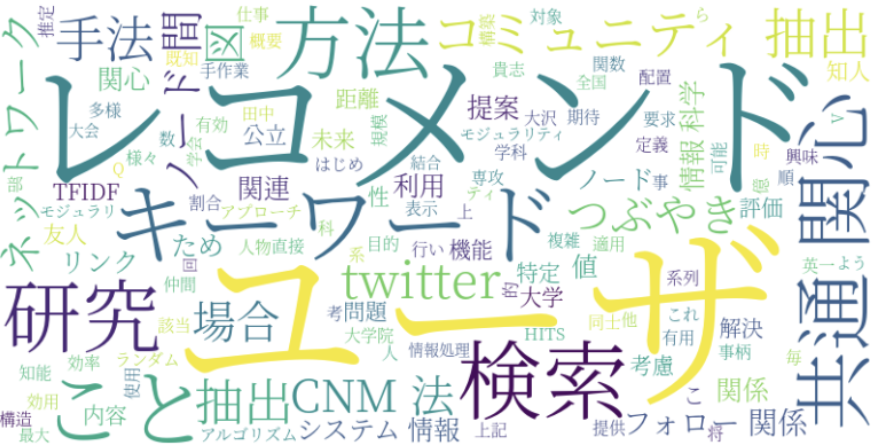 レコメンド
ユーザ
キーワード
検索
研究
方法
こと
共通
関心
twitter
CNM 法
コミュニティ
抽出
手法
ノード間
図
ネットワーク
つぶやき
抽出
場合
フォロー
関係
システム
情報
情報 科学
提案
利用
関連
関心
TFIDF
友人
リンク
ため
距離
公立
未来
性
機能
特定
大学
値
ノード
評価
知人
解決
考慮
関係
問題
内容
推定
仕事
概要
既知
手作業
多様
大会
様々
数
有効
田中
学会
モジュラリティ
Q
割合
アプローチ
人物直接
仲間
回
該当
ランダム
効率
知能
効用
使用
構造
最大
アルゴリズム
はじめ
規模
期待
大沢
学科
結合
表示
専攻
ティ
上
科
系
目的
行い
複雑
適用
的
考
大学院
人
情報処理
HITS
上記
提供
将
こ
同士他
これ
有用
系列
事柄
毎
英一
よう
順
億
興味
時
V
可能
定義
事
要求
配置
関数
全国
貴志
対象
構築
ら
モジュラリ
弱